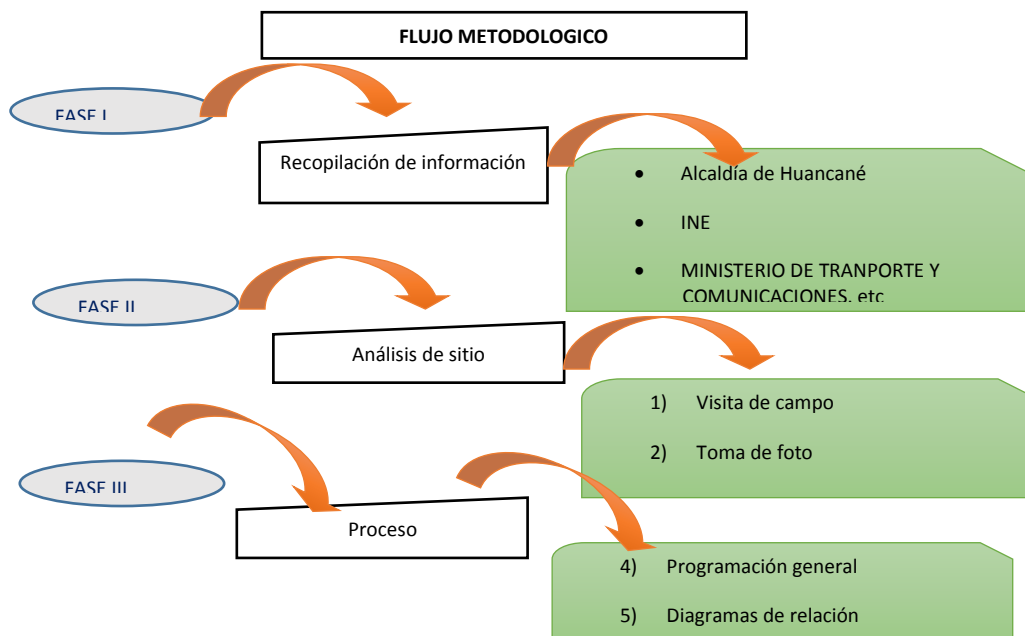 FLUJO METODOLOGICO
FASE I
Recopilación de información
• Alcaldía de Huancané
• INE
• MINISTERIO DE TRANPORTE Y
COMUNICACIONES. etc
FASE II
Análisis de sitio
1) Visita de campo
2) Toma de foto
FASE III
Proceso
4) Programación general
5) Diagramas de relación